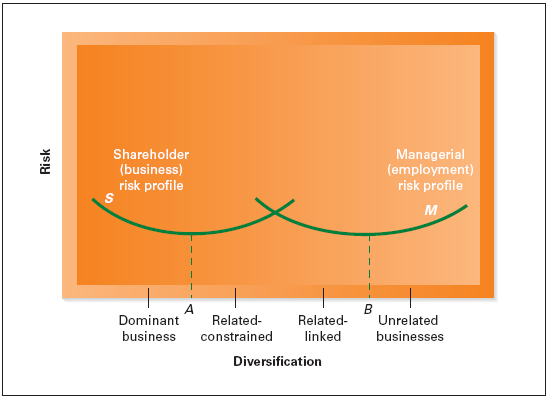 Risk
Shareholder
(business)
risk profile
S
Managerial
(employment)
risk profile
M
A
B
Dominant
business
Related-
constrained
Related-
linked
Unrelated
businesses
Diversification